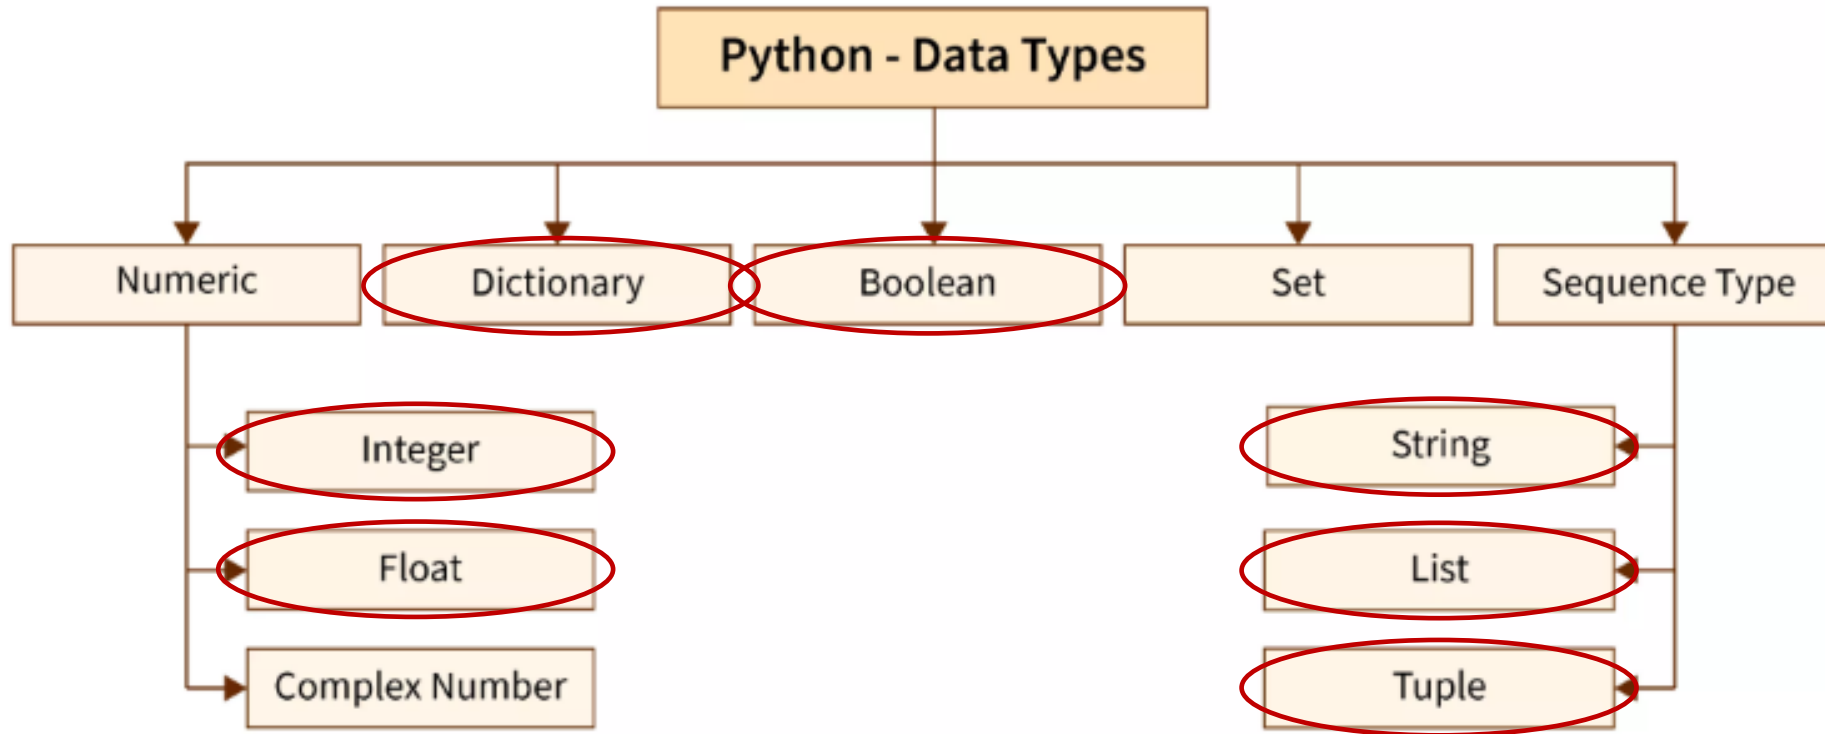 Python - Data Types
Numeric
Dictionary
Boolean
Set
Sequence Type
Integer
Float
Complex Number
String
List
Tuple